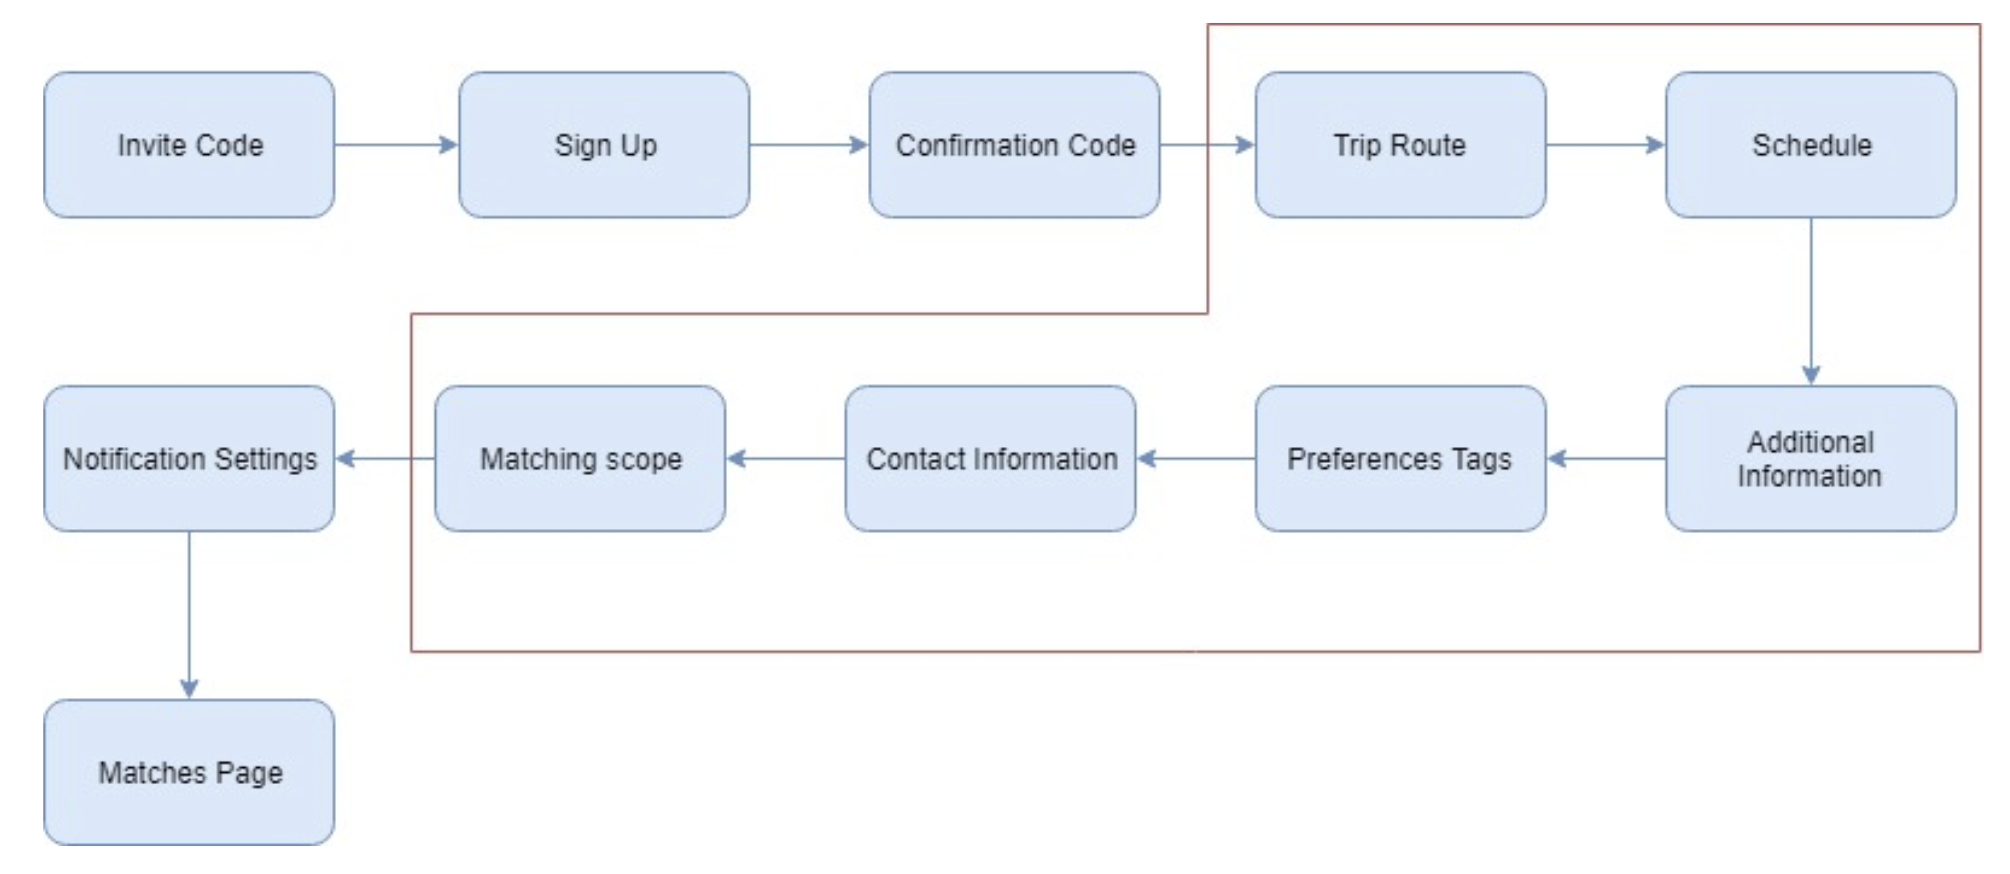 Invite Code
Sign Up
Confirmation Code
Trip Route
Schedule
Notification Settings
Matching scope
Contact Information
Preferences Tags
Additional
Information
Matches Page